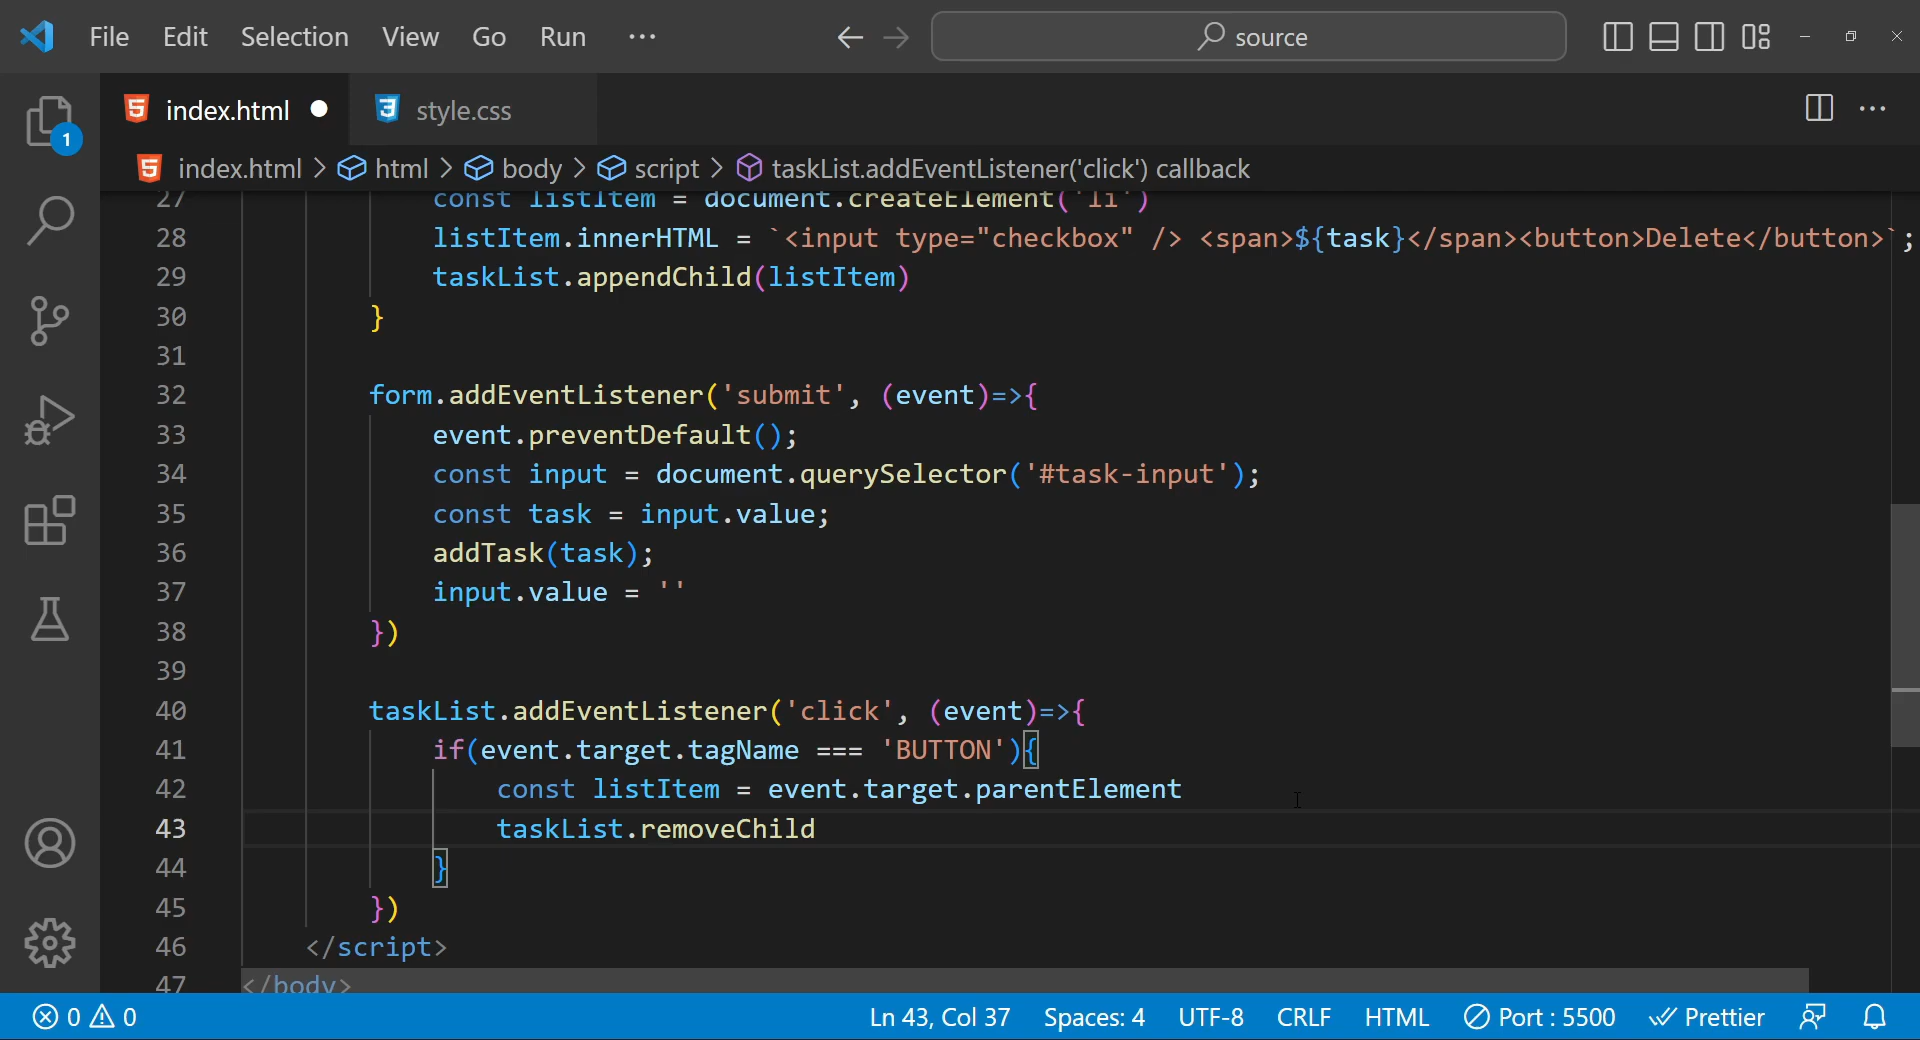 File Edit Selection View Go Run ··· source
index.html ● style.css
index.html > html > body > script > taskList.addEventListener('click') callback
27 const listItem = document.createElement('li')
28 listItem.innerHTML = `<input type="checkbox" /> <span>${task}</span><button>Delete</button>`;
29 taskList.appendChild(listItem)
30 }
31
32 form.addEventListener('submit', (event)=>{
33 event.preventDefault();
34 const input = document.querySelector('#task-input');
35 const task = input.value;
36 addTask(task);
37 input.value = ''
38 })
39
40 taskList.addEventListener('click', (event)=>{
41 if(event.target.tagName === 'BUTTON'){
42 const listItem = event.target.parentElement
43 taskList.removeChild
44 }
45 })
46 </script>
47 </body>
1
0 0 Ln 43, Col 37 Spaces: 4 UTF-8 CRLF HTML Port : 5500 Prettier